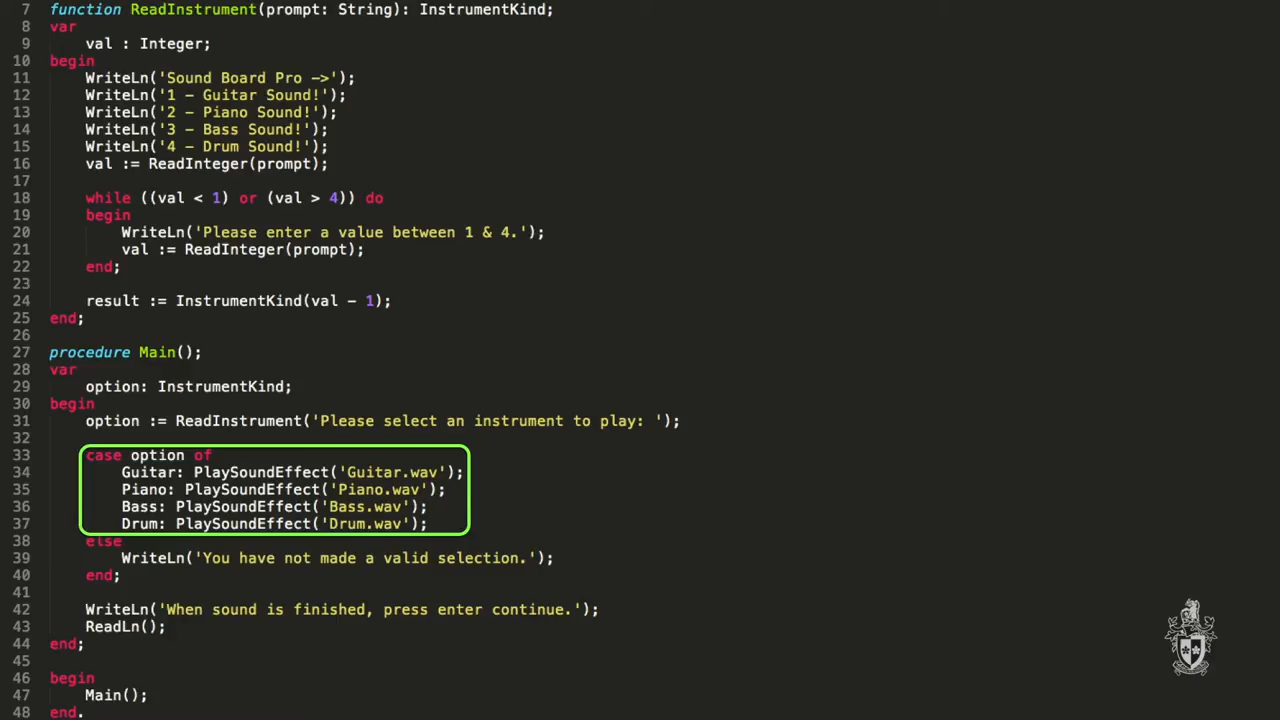 7 function ReadInstrument(prompt: String): InstrumentKind;
8 var
9 val : Integer;
10 begin
11 WriteLn('Sound Board Pro ->');
12 WriteLn('1 - Guitar Sound!');
13 WriteLn('2 - Piano Sound!');
14 WriteLn('3 - Bass Sound!');
15 WriteLn('4 - Drum Sound!');
16 val := ReadInteger(prompt);
17
18 while ((val < 1) or (val > 4)) do
19 begin
20 WriteLn('Please enter a value between 1 & 4.');
21 val := ReadInteger(prompt);
22 end;
23
24 result := InstrumentKind(val - 1);
25 end;
26
27 procedure Main();
28 var
29 option: InstrumentKind;
30 begin
31 option := ReadInstrument('Please select an instrument to play: ');
32
33 case option of
34 Guitar: PlaySoundEffect('Guitar.wav');
35 Piano: PlaySoundEffect('Piano.wav');
36 Bass: PlaySoundEffect('Bass.wav');
37 Drum: PlaySoundEffect('Drum.wav');
38 else
39 WriteLn('You have not made a valid selection.');
40 end;
41
42 WriteLn('When sound is finished, press enter continue.');
43 ReadLn();
44 end;
45
46 begin
47 Main();
48 end.